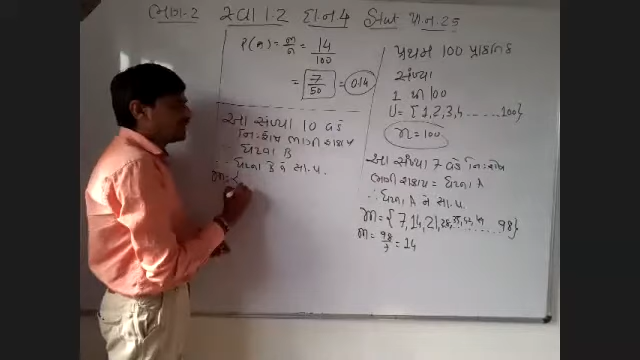 ભાગ-2 સ્વા 1.2 દા.નં 4 પાન-25
P(A) = m/n = 14/100
= 7/50 = 0.14
આ સંખ્યા 10 વડે
નિઃશેષ ભાગી શકાય
ઘટના B
∴ ઘટના B ને સા.પ.
m = {
પ્રથમ 100 પ્રાકૃતિક
સંખ્યા
1 થી 100
U = {1,2,3,4 ....... 100}
n = 100
આ સંખ્યા 7 વડે નિઃશેષ
ભાગી શકાય = ઘટના A
∴ ઘટના A ને સા.પ.
m = {7,14,21,28, ....... 98}
m = 98/7 = 14